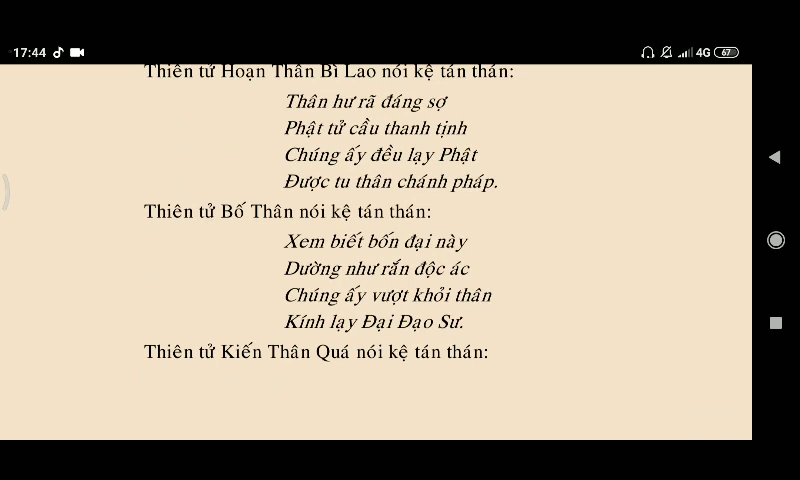 17:44 4G 67
Thiên tử Hoạn Thân Bì Lao nói kệ tán thán:
Thân hư rã đáng sợ
Phật tử cầu thanh tịnh
Chúng ấy đều lạy Phật
Được tu thân chánh pháp.
Thiên tử Bố Thân nói kệ tán thán:
Xem biết bốn đại này
Dường như rắn độc ác
Chúng ấy vượt khỏi thân
Kính lạy Đại Đạo Sư.
Thiên tử Kiến Thân Quá nói kệ tán thán: